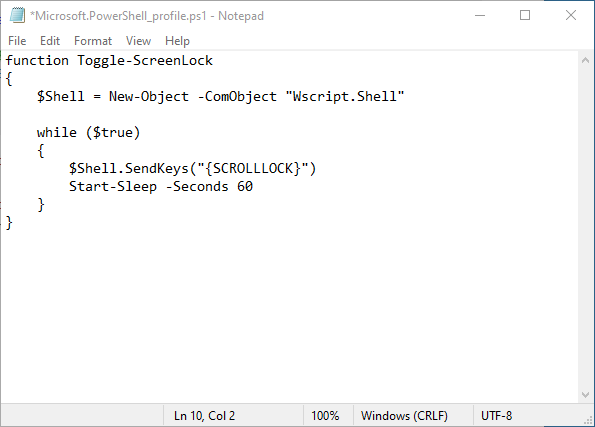 *Microsoft.PowerShell_profile.ps1 - Notepad
File Edit Format View Help
function Toggle-ScreenLock
{
    $Shell = New-Object -ComObject "Wscript.Shell"

    while ($true)
    {
        $Shell.SendKeys("{SCROLLLOCK}")
        Start-Sleep -Seconds 60
    }
}
Ln 10, Col 2 100% Windows (CRLF) UTF-8